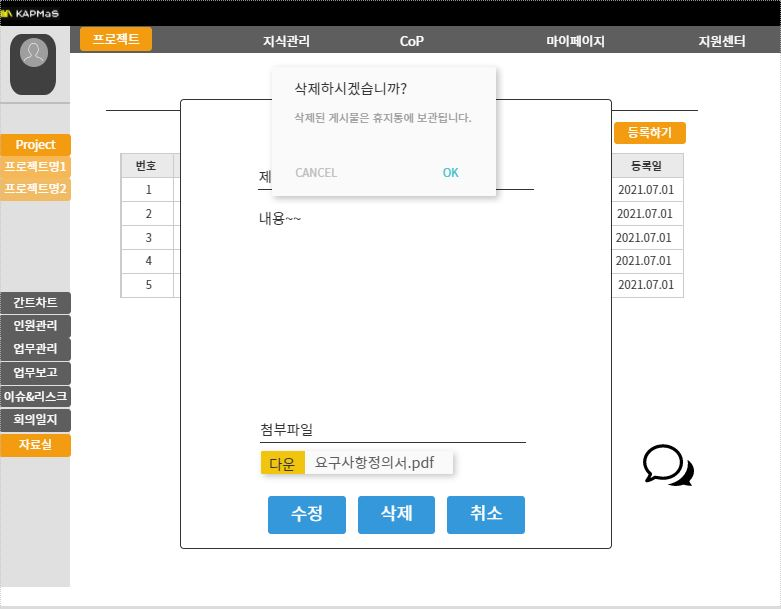 KAPMaS
프로젝트 지식관리 CoP 마이페이지 지원센터
삭제하시겠습니까?
삭제된 게시물은 휴지통에 보관됩니다.
CANCEL OK
등록하기
Project
프로젝트명1
프로젝트명2
번호 등록일
제
1 2021.07.01
2 2021.07.01
내용~~
3 2021.07.01
4 2021.07.01
5 2021.07.01
간트차트
인원관리
업무관리
업무보고
이슈&리스크
회의일지
자료실
첨부파일
다운 요구사항정의서.pdf
수정 삭제 취소